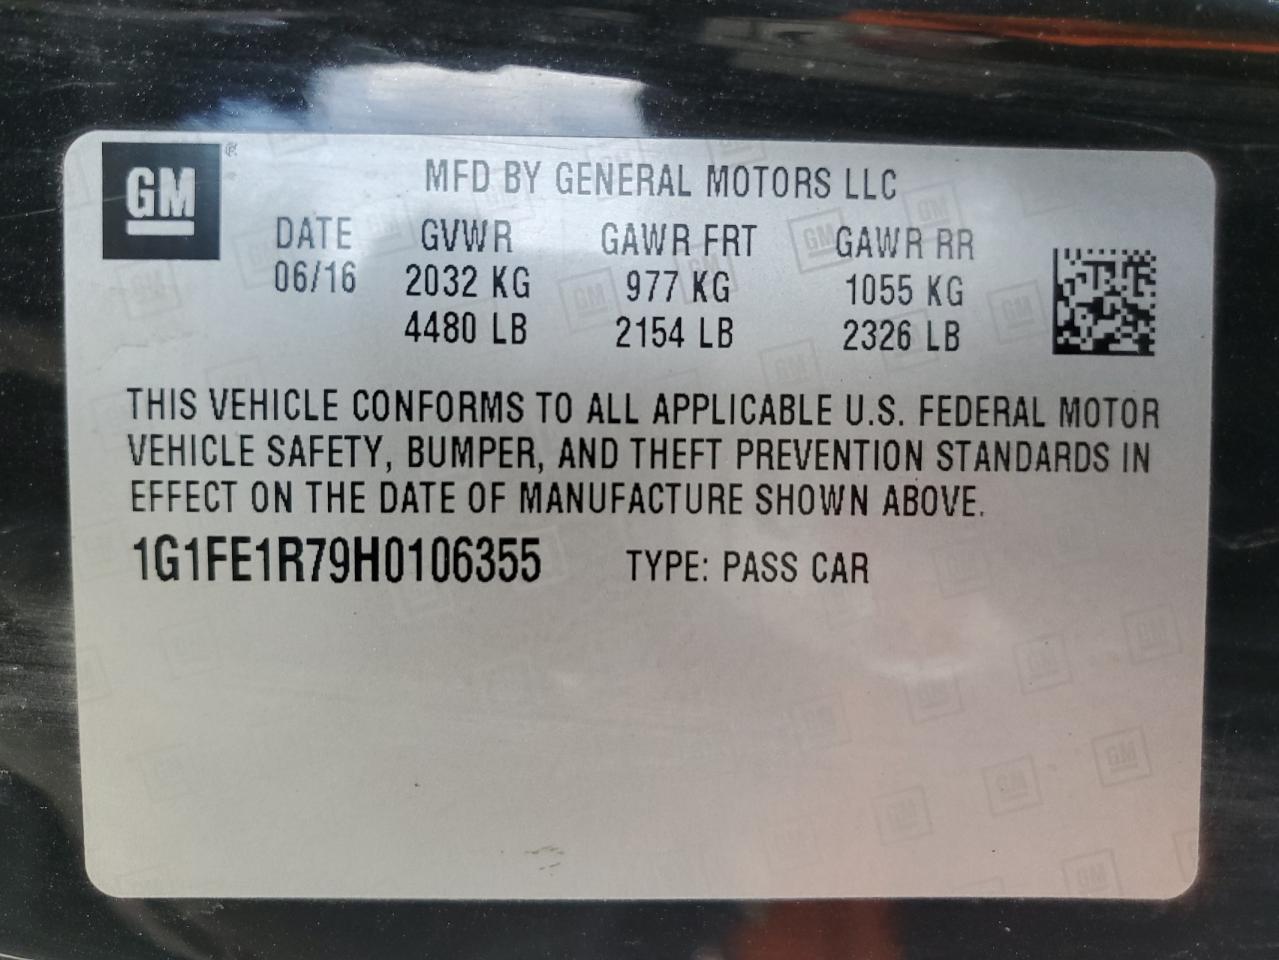 GM ®
MFD BY GENERAL MOTORS LLC
DATE GVWR GAWR FRT GAWR RR
06/16 2032 KG 977 KG 1055 KG
4480 LB 2154 LB 2326 LB
THIS VEHICLE CONFORMS TO ALL APPLICABLE U.S. FEDERAL MOTOR
VEHICLE SAFETY, BUMPER, AND THEFT PREVENTION STANDARDS IN
EFFECT ON THE DATE OF MANUFACTURE SHOWN ABOVE.
1G1FE1R79H0106355 TYPE: PASS CAR